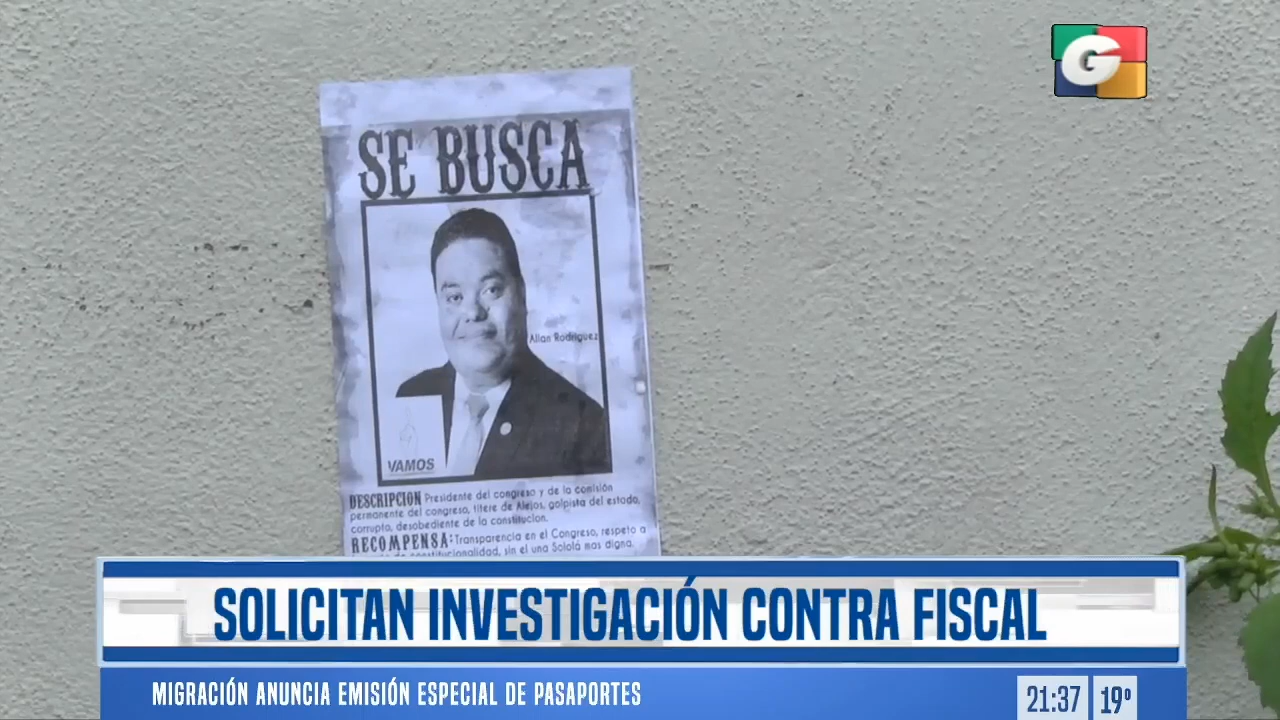 G
SE BUSCA
Allan Rodríguez
VAMOS
DESCRIPCION Presidente del congreso y de la comisión
permanente del congreso, títere de Alejos, golpista del estado,
corrupto, desobediente de la constitucion.
RECOMPENSA: Transparencia en el Congreso, respeto a
constitucionalidad, sin el una Sololá mas digna.
SOLICITAN INVESTIGACIÓN CONTRA FISCAL
MIGRACIÓN ANUNCIA EMISIÓN ESPECIAL DE PASAPORTES
21:37 19º